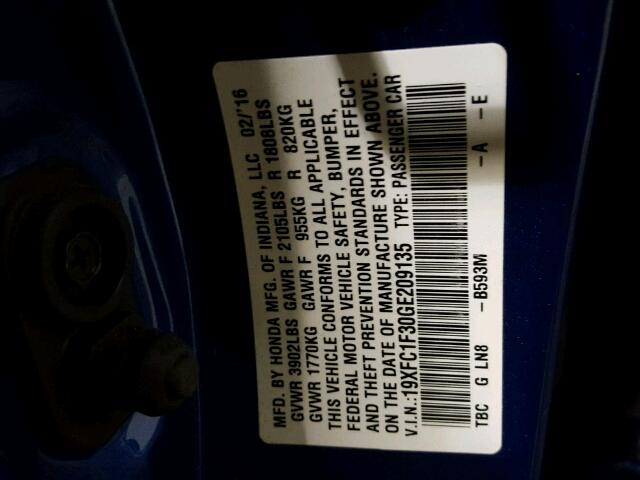 MFD. BY HONDA MFG. OF INDIANA, LLC 02/'16
GVWR 3902LBS GAWR F 2105LBS R 1808LBS
GVWR 1770KG GAWR F 955KG R 820KG
THIS VEHICLE CONFORMS TO ALL APPLICABLE
FEDERAL MOTOR VEHICLE SAFETY, BUMPER,
AND THEFT PREVENTION STANDARDS IN EFFECT
ON THE DATE OF MANUFACTURE SHOWN ABOVE.
V.I.N.:19XFC1F30GE209135 TYPE: PASSENGER CAR
TBC G LN8 -B593M -A -E